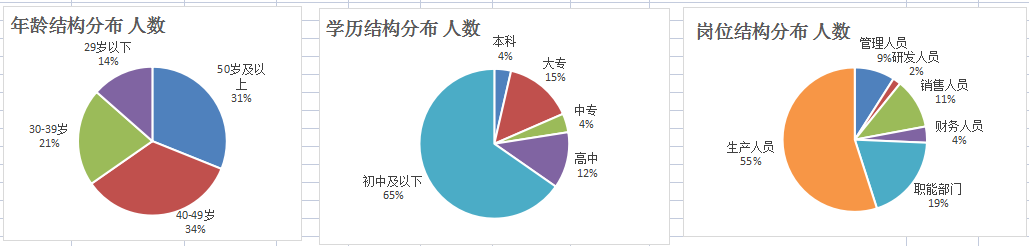 年龄结构分布 人数
29岁以下
14%
50岁及以
上
31%
30-39岁
21%
40-49岁
34%
学历结构分布 人数
本科
4%
大专
15%
中专
4%
高中
12%
初中及以下
65%
岗位结构分布 人数
管理人员
9%
研发人员
2%
销售人员
11%
财务人员
4%
生产人员
55%
职能部门
19%